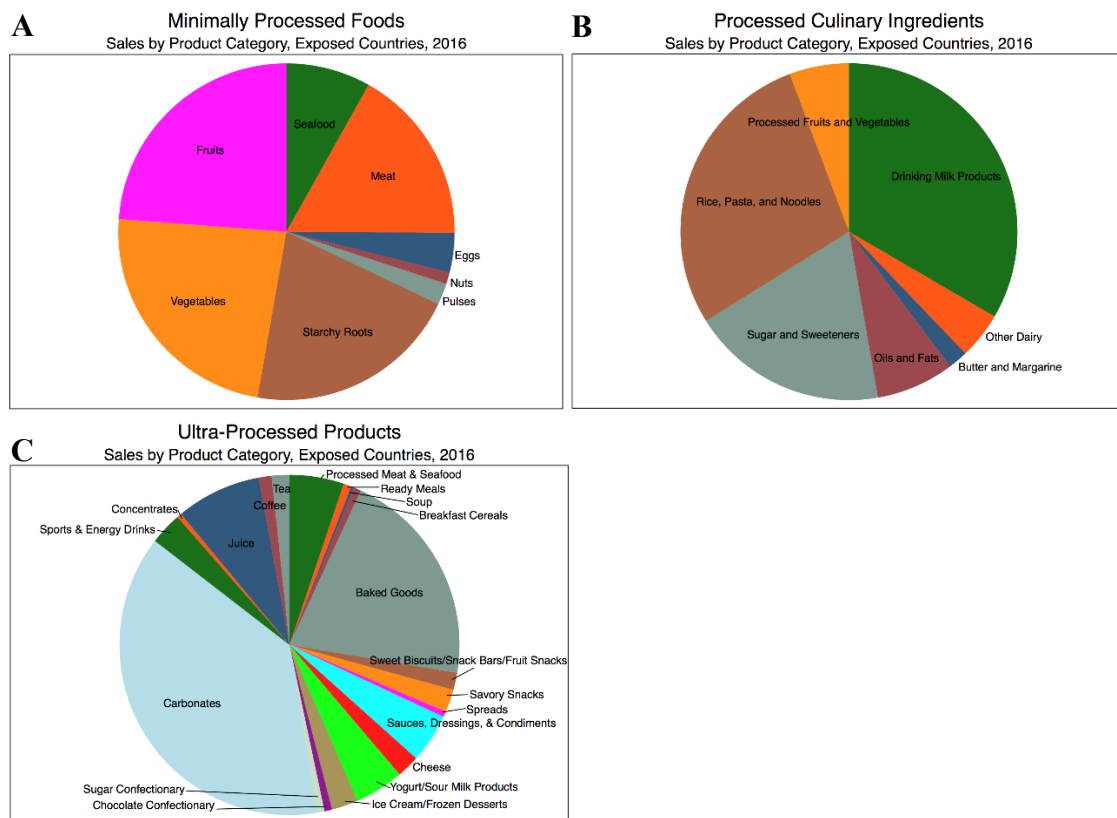 A
Minimally Processed Foods
Sales by Product Category, Exposed Countries, 2016
Seafood
Fruits
Meat
Eggs
Nuts
Pulses
Vegetables
Starchy Roots
B
Processed Culinary Ingredients
Sales by Product Category, Exposed Countries, 2016
Processed Fruits and Vegetables
Drinking Milk Products
Rice, Pasta, and Noodles
Sugar and Sweeteners
Other Dairy
Oils and Fats
Butter and Margarine
C
Ultra-Processed Products
Sales by Product Category, Exposed Countries, 2016
Processed Meat & Seafood
Tea
Ready Meals
Soup
Coffee
Concentrates
Breakfast Cereals
Sports & Energy Drinks
Juice
Baked Goods
Sweet Biscuits/Snack Bars/Fruit Snacks
Savory Snacks
Carbonates
Spreads
Sauces, Dressings, & Condiments
Cheese
Yogurt/Sour Milk Products
Sugar Confectionary
Chocolate Confectionary
Ice Cream/Frozen Desserts